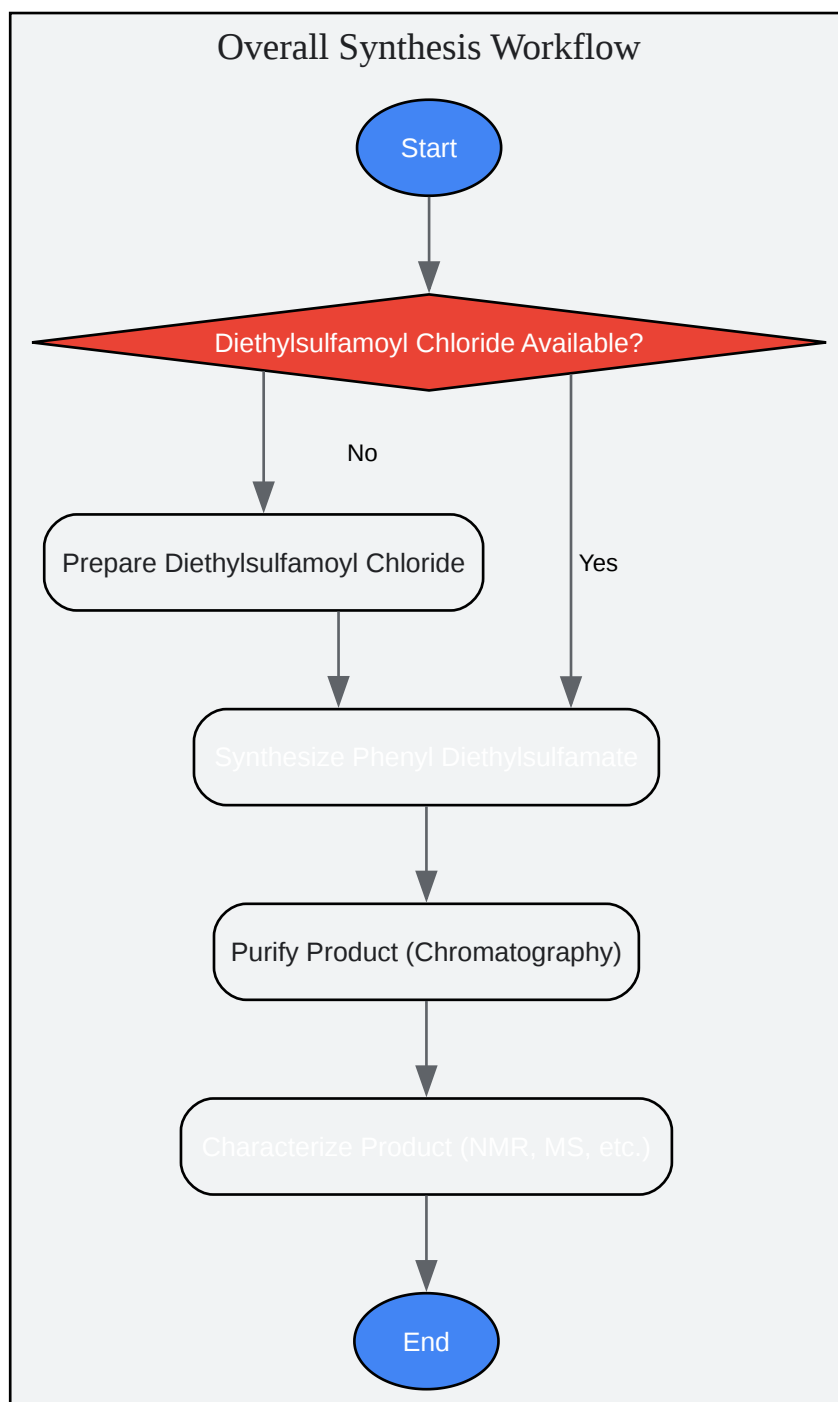 Overall Synthesis Workflow
Start
Diethylsulfamoyl Chloride Available?
No
Prepare Diethylsulfamoyl Chloride
Yes
Synthesize Phenyl Diethylsulfamate
Purify Product (Chromatography)
Characterize Product (NMR, MS, etc.)
End